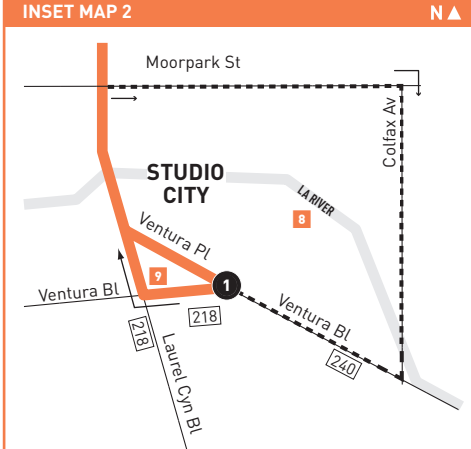 INSET MAP 2
N▲
Moorpark St
Colfax Av
STUDIO
CITY
LA RIVER
8
Ventura Pl
9
1
Ventura Bl
Ventura Bl
218
218
240
Laurel Cyn Bl